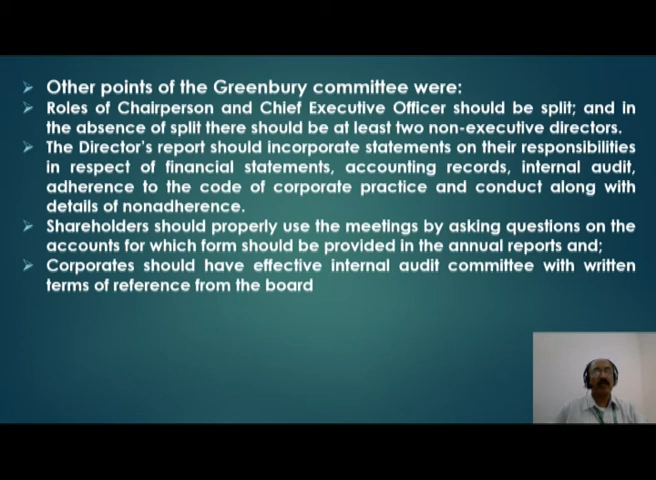 Other points of the Greenbury committee were:
Roles of Chairperson and Chief Executive Officer should be split; and in
the absence of split there should be at least two non-executive directors.
The Director's report should incorporate statements on their responsibilities
in respect of financial statements, accounting records, internal audit,
adherence to the code of corporate practice and conduct along with
details of nonadherence.
Shareholders should properly use the meetings by asking questions on the
accounts for which form should be provided in the annual reports and;
Corporates should have effective internal audit committee with written
terms of reference from the board